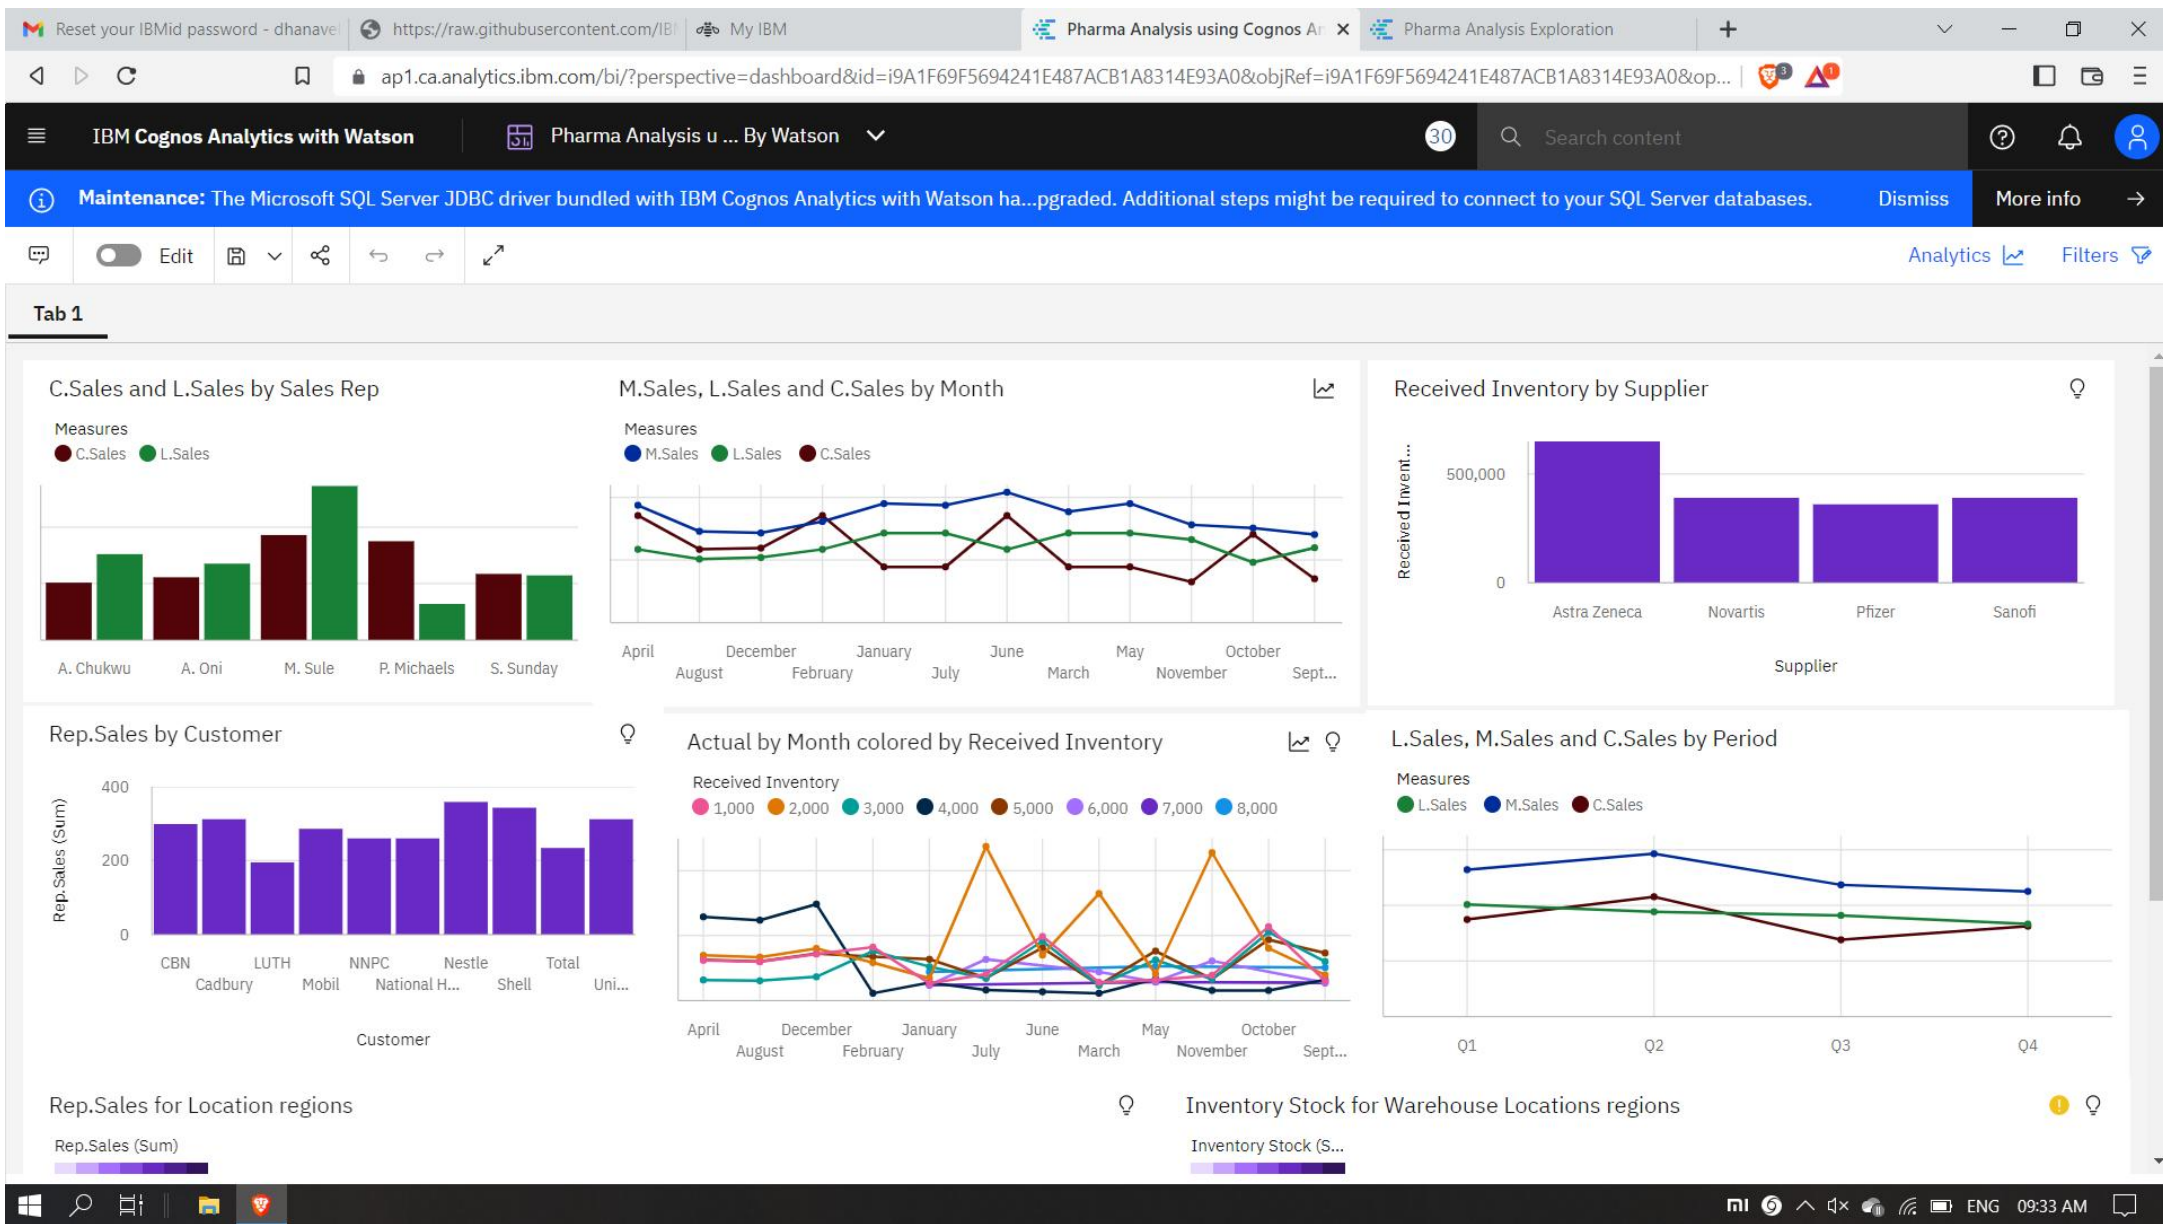 Reset your IBMid password - dhanavel
https://raw.githubusercontent.com/IBM
My IBM
Pharma Analysis using Cognos An
Pharma Analysis Exploration
ap1.ca.analytics.ibm.com/bi/?perspective=dashboard&id=i9A1F69F5694241E487ACB1A8314E93A0&objRef=i9A1F69F5694241E487ACB1A8314E93A0&op...
3
1
IBM Cognos Analytics with Watson
Pharma Analysis u ... By Watson
30
Search content
Maintenance: The Microsoft SQL Server JDBC driver bundled with IBM Cognos Analytics with Watson ha...pgraded. Additional steps might be required to connect to your SQL Server databases.
Dismiss
More info
Edit
Analytics
Filters
Tab 1
C.Sales and L.Sales by Sales Rep
Measures
C.Sales L.Sales
A. Chukwu A. Oni M. Sule P. Michaels S. Sunday
M.Sales, L.Sales and C.Sales by Month
Measures
M.Sales L.Sales C.Sales
April December January June May October
August February July March November Sept...
Received Inventory by Supplier
Received Invent...
500,000
0
Astra Zeneca Novartis Pfizer Sanofi
Supplier
Rep.Sales by Customer
Rep.Sales (Sum)
400
200
0
CBN LUTH NNPC Nestle Total
Cadbury Mobil National H... Shell Uni...
Customer
Actual by Month colored by Received Inventory
Received Inventory
1,000 2,000 3,000 4,000 5,000 6,000 7,000 8,000
April December January June May October
August February July March November Sept...
L.Sales, M.Sales and C.Sales by Period
Measures
L.Sales M.Sales C.Sales
Q1 Q2 Q3 Q4
Rep.Sales for Location regions
Rep.Sales (Sum)
Inventory Stock for Warehouse Locations regions
Inventory Stock (S...
ENG 09:33 AM